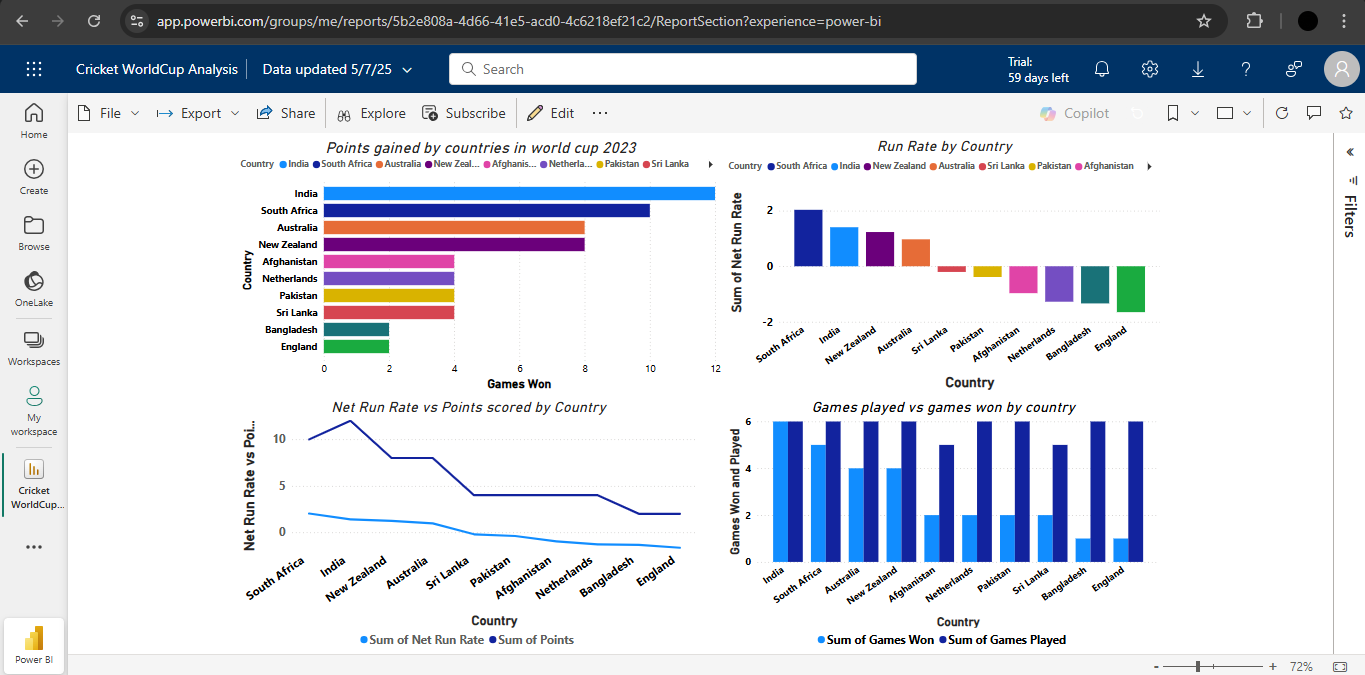 app.powerbi.com/groups/me/reports/5b2e808a-4d66-41e5-acd0-4c6218ef21c2/ReportSection?experience=power-bi
Cricket WorldCup Analysis
Data updated 5/7/25
Search
Trial:
59 days left
File
Export
Share
Explore
Subscribe
Edit
Copilot
Home
Create
Browse
OneLake
Workspaces
My
workspace
Cricket
WorldCup...
Power BI
Points gained by countries in world cup 2023
Country India South Africa Australia New Zeal... Afghanis... Netherla... Pakistan Sri Lanka
Country
India
South Africa
Australia
New Zealand
Afghanistan
Netherlands
Pakistan
Sri Lanka
Bangladesh
England
0 2 4 6 8 10 12
Games Won
Run Rate by Country
Country South Africa India New Zealand Australia Sri Lanka Pakistan Afghanistan
Sum of Net Run Rate
2
0
-2
South Africa India New Zealand Australia Sri Lanka Pakistan Afghanistan Netherlands Bangladesh England
Country
Net Run Rate vs Points scored by Country
Net Run Rate vs Poi...
10
5
0
South Africa India New Zealand Australia Sri Lanka Pakistan Afghanistan Netherlands Bangladesh England
Country
Sum of Net Run Rate Sum of Points
Games played vs games won by country
Games Won and Played
6
4
2
0
India South Africa Australia New Zealand Afghanistan Netherlands Pakistan Sri Lanka Bangladesh England
Country
Sum of Games Won Sum of Games Played
Filters
- + 72%